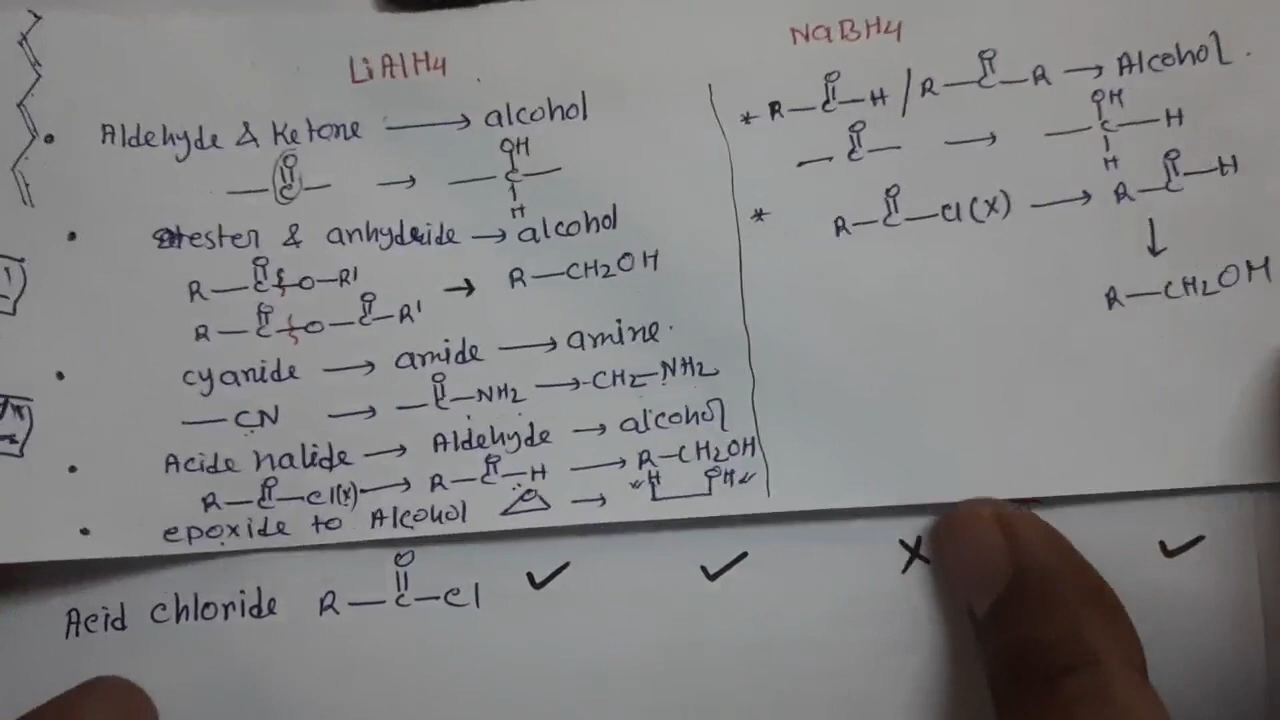 LiAlH4
Aldehyde & Ketone → alcohol
O
—C— → —C—
OH
H
ester & anhydride → alcohol
R—C—O—R' → R—CH2OH
O
R—C—O—C—R'
O O
cyanide → amide → amine.
—CN → —C—NH2 → —CH2—NH2
O
Acide halide → Aldehyde → alcohol
R—C—Cl(x) → R—C—H → R—CH2OH
O O
epoxide to Alcohol O → H OH
NaBH4
* R—C—H / R—C—R → Alcohol.
O O
—C— → —C—H
O OH
H
* R—C—Cl(X) → R—C—H
O O
↓
R—CH2OH
Acid chloride R—C—Cl ✓ ✓ X ✓
O